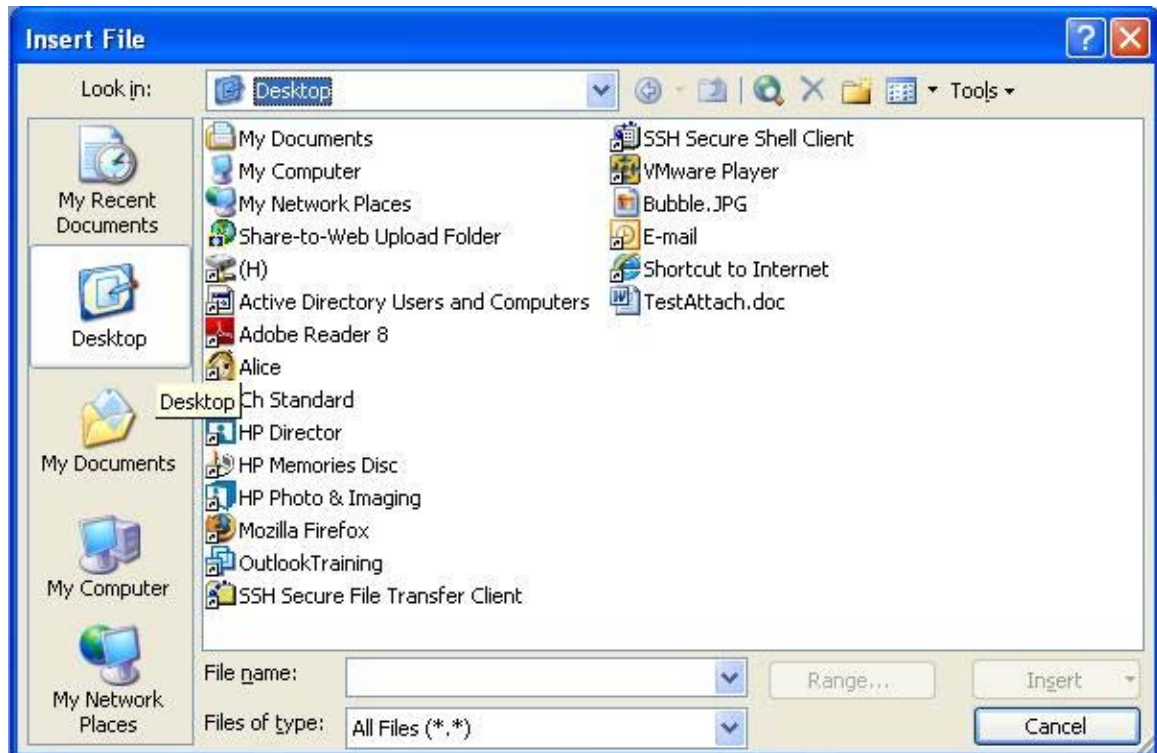 Insert File
Look in:
Desktop
Tools
My Recent
Documents
Desktop
Desktop
My Documents
My Computer
My Network
Places
My Documents
My Computer
My Network Places
Share-to-Web Upload Folder
(H)
Active Directory Users and Computers
Adobe Reader 8
Alice
Ch Standard
HP Director
HP Memories Disc
HP Photo & Imaging
Mozilla Firefox
OutlookTraining
SSH Secure File Transfer Client
SSH Secure Shell Client
VMware Player
Bubble.JPG
E-mail
Shortcut to Internet
TestAttach.doc
File name:
Range...
Insert
Files of type:
All Files (*.*)
Cancel